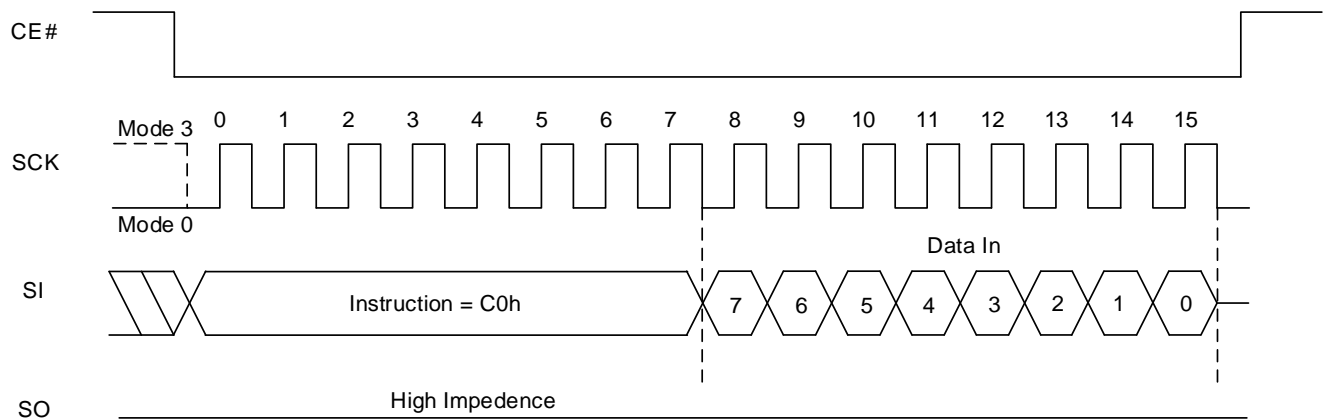 CE#
Mode 3 0 1 2 3 4 5 6 7 8 9 10 11 12 13 14 15
SCK
Mode 0
Data In
SI Instruction = C0h 7 6 5 4 3 2 1 0
High Impedence
SO